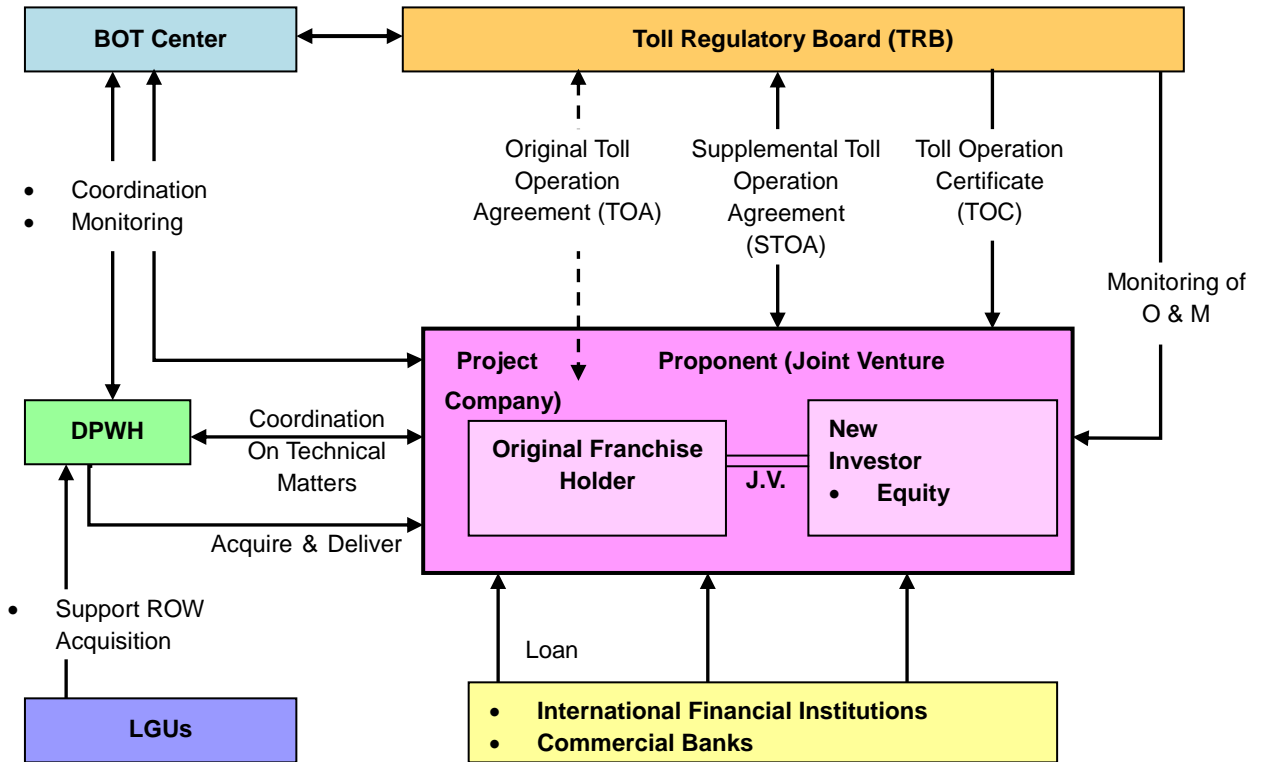 BOT Center
Toll Regulatory Board (TRB)
Original Toll
Operation
Agreement (TOA)
Supplemental Toll
Operation
Agreement
(STOA)
Toll Operation
Certificate
(TOC)
• Coordination
• Monitoring
Monitoring of
O & M
Project Proponent (Joint Venture
Company)
DPWH
Coordination
On Technical
Matters
Original Franchise
Holder
J.V.
New
Investor
• Equity
Acquire & Deliver
• Support ROW
Acquisition
Loan
LGUs
• International Financial Institutions
• Commercial Banks